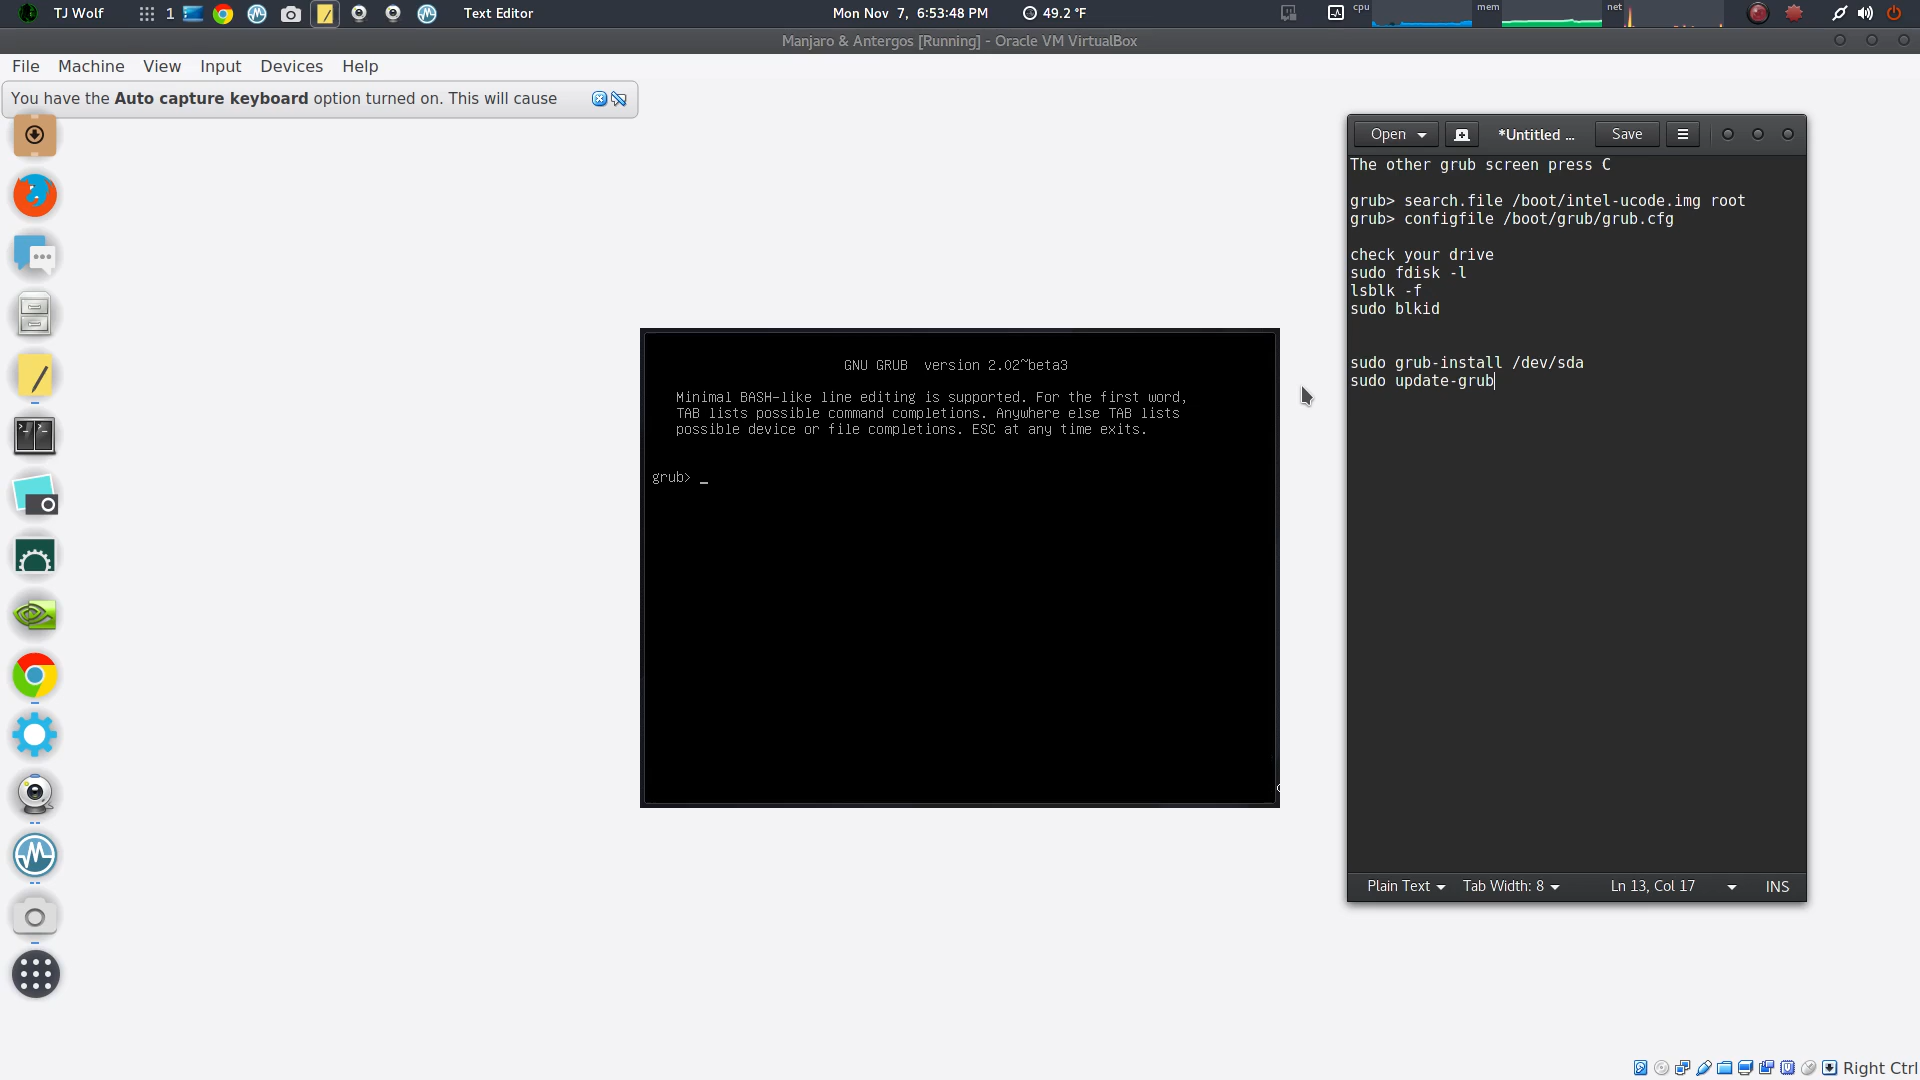 TJ Wolf 1 Text Editor Mon Nov 7, 6:53:48 PM 49.2 °F cpu mem net
Manjaro & Antergos [Running] - Oracle VM VirtualBox
File Machine View Input Devices Help
You have the Auto capture keyboard option turned on. This will cause
Open *Untitled ... Save
The other grub screen press C
grub> search.file /boot/intel-ucode.img root
grub> configfile /boot/grub/grub.cfg
check your drive
sudo fdisk -l
lsblk -f
sudo blkid
sudo grub-install /dev/sda
sudo update-grub
Plain Text Tab Width: 8 Ln 13, Col 17 INS
GNU GRUB version 2.02~beta3
Minimal BASH-like line editing is supported. For the first word,
TAB lists possible command completions. Anywhere else TAB lists
possible device or file completions. ESC at any time exits.
grub> _
Right Ctrl